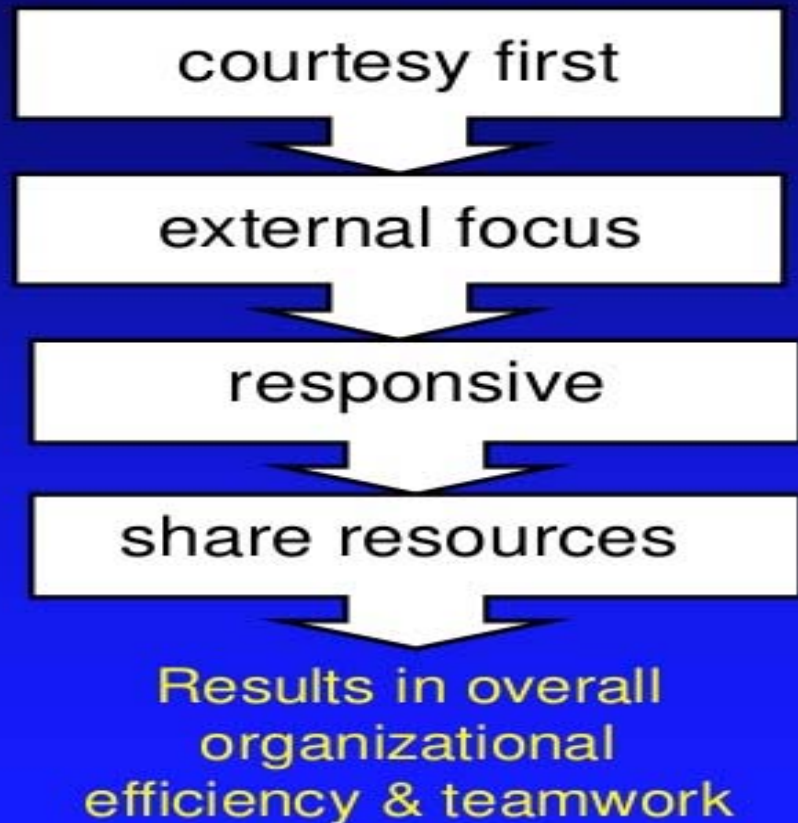 courtesy first
external focus
responsive
share resources
Results in overall
organizational
efficiency & teamwork